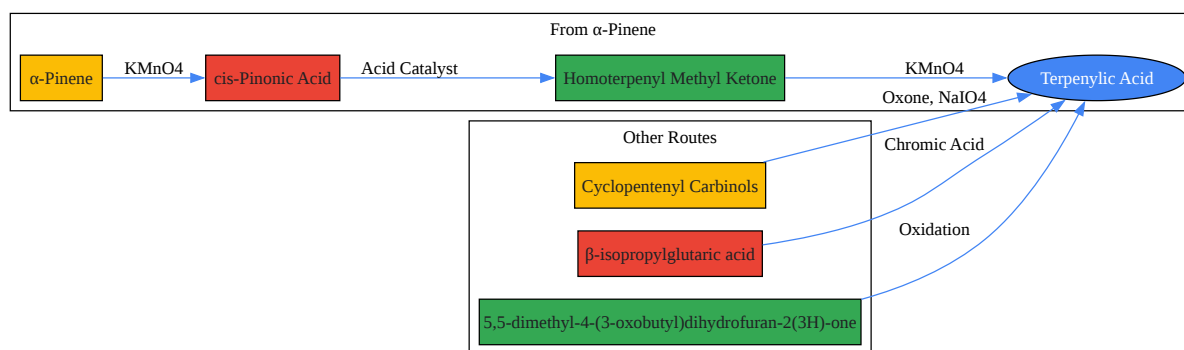 From α-Pinene
α-Pinene
KMnO4
cis-Pinonic Acid
Acid Catalyst
Homoterpenyl Methyl Ketone
KMnO4
Terpenylic Acid
Oxone, NaIO4
Other Routes
Chromic Acid
Cyclopentenyl Carbinols
Oxidation
β-isopropylglutaric acid
5,5-dimethyl-4-(3-oxobutyl)dihydrofuran-2(3H)-one